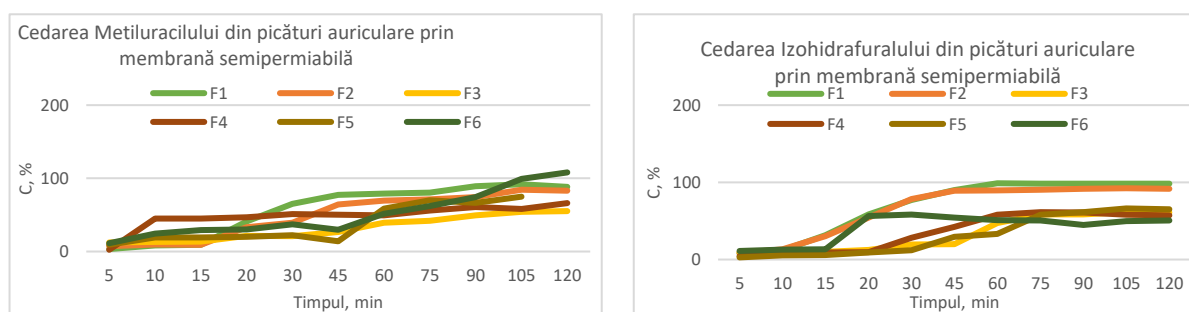 Cedarea Metiluracilului din picături auriculare prin
membrană semipermiabilă
F1 F2 F3
F4 F5 F6
200
100
0
C, %
5 10 15 20 30 45 60 75 90 105 120
Timpul, min
Cedarea Izohidrafuralului din picături auriculare
prin membrană semipermiabilă
F1 F2 F3
F4 F5 F6
200
100
0
C, %
5 10 15 20 30 45 60 75 90 105 120
Timpul, min